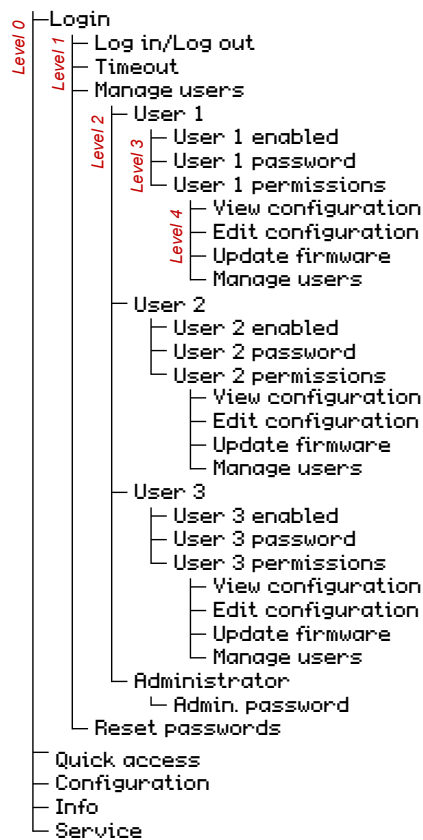 Level 0
Login
Level 1
Log in/Log out
Timeout
Manage users
Level 2
User 1
Level 3
User 1 enabled
User 1 password
User 1 permissions
Level 4
View configuration
Edit configuration
Update firmware
Manage users
User 2
User 2 enabled
User 2 password
User 2 permissions
View configuration
Edit configuration
Update firmware
Manage users
User 3
User 3 enabled
User 3 password
User 3 permissions
View configuration
Edit configuration
Update firmware
Manage users
Administrator
Admin. password
Reset passwords
Quick access
Configuration
Info
Service